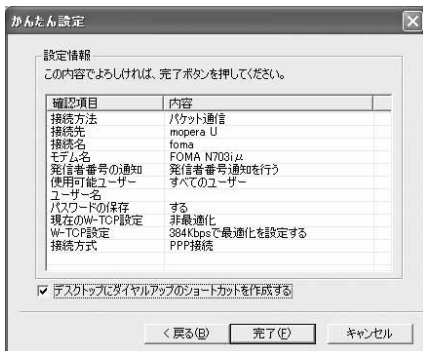 かんたん設定
設定情報
この内容でよろしければ、完了ボタンを押してください。
確認項目 内容
接続方法 パケット通信
接続先 mopera U
接続名 foma
モデム名 FOMA N703iμ
発信者番号の通知 発信者番号通知を行う
使用可能ユーザー すべてのユーザー
ユーザー名
パスワードの保存 する
現在のW-TCP設定 非最適化
W-TCP設定 384Kbpsで最適化を設定する
接続方式 PPP接続
デスクトップにダイヤルアップのショートカットを作成する
< 戻る(B) 完了(F) キャンセル